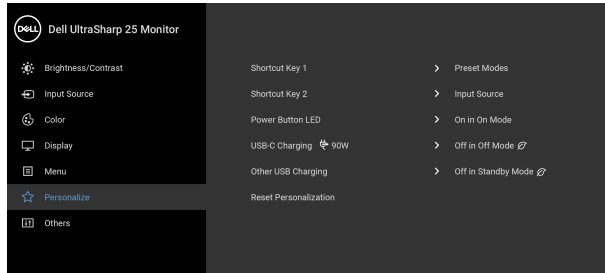 DELL Dell UltraSharp 25 Monitor
Brightness/Contrast
Input Source
Color
Display
Menu
Personalize
Others
Shortcut Key 1 > Preset Modes
Shortcut Key 2 > Input Source
Power Button LED > On in On Mode
USB-C Charging 90W > Off in Off Mode
Other USB Charging > Off in Standby Mode
Reset Personalization